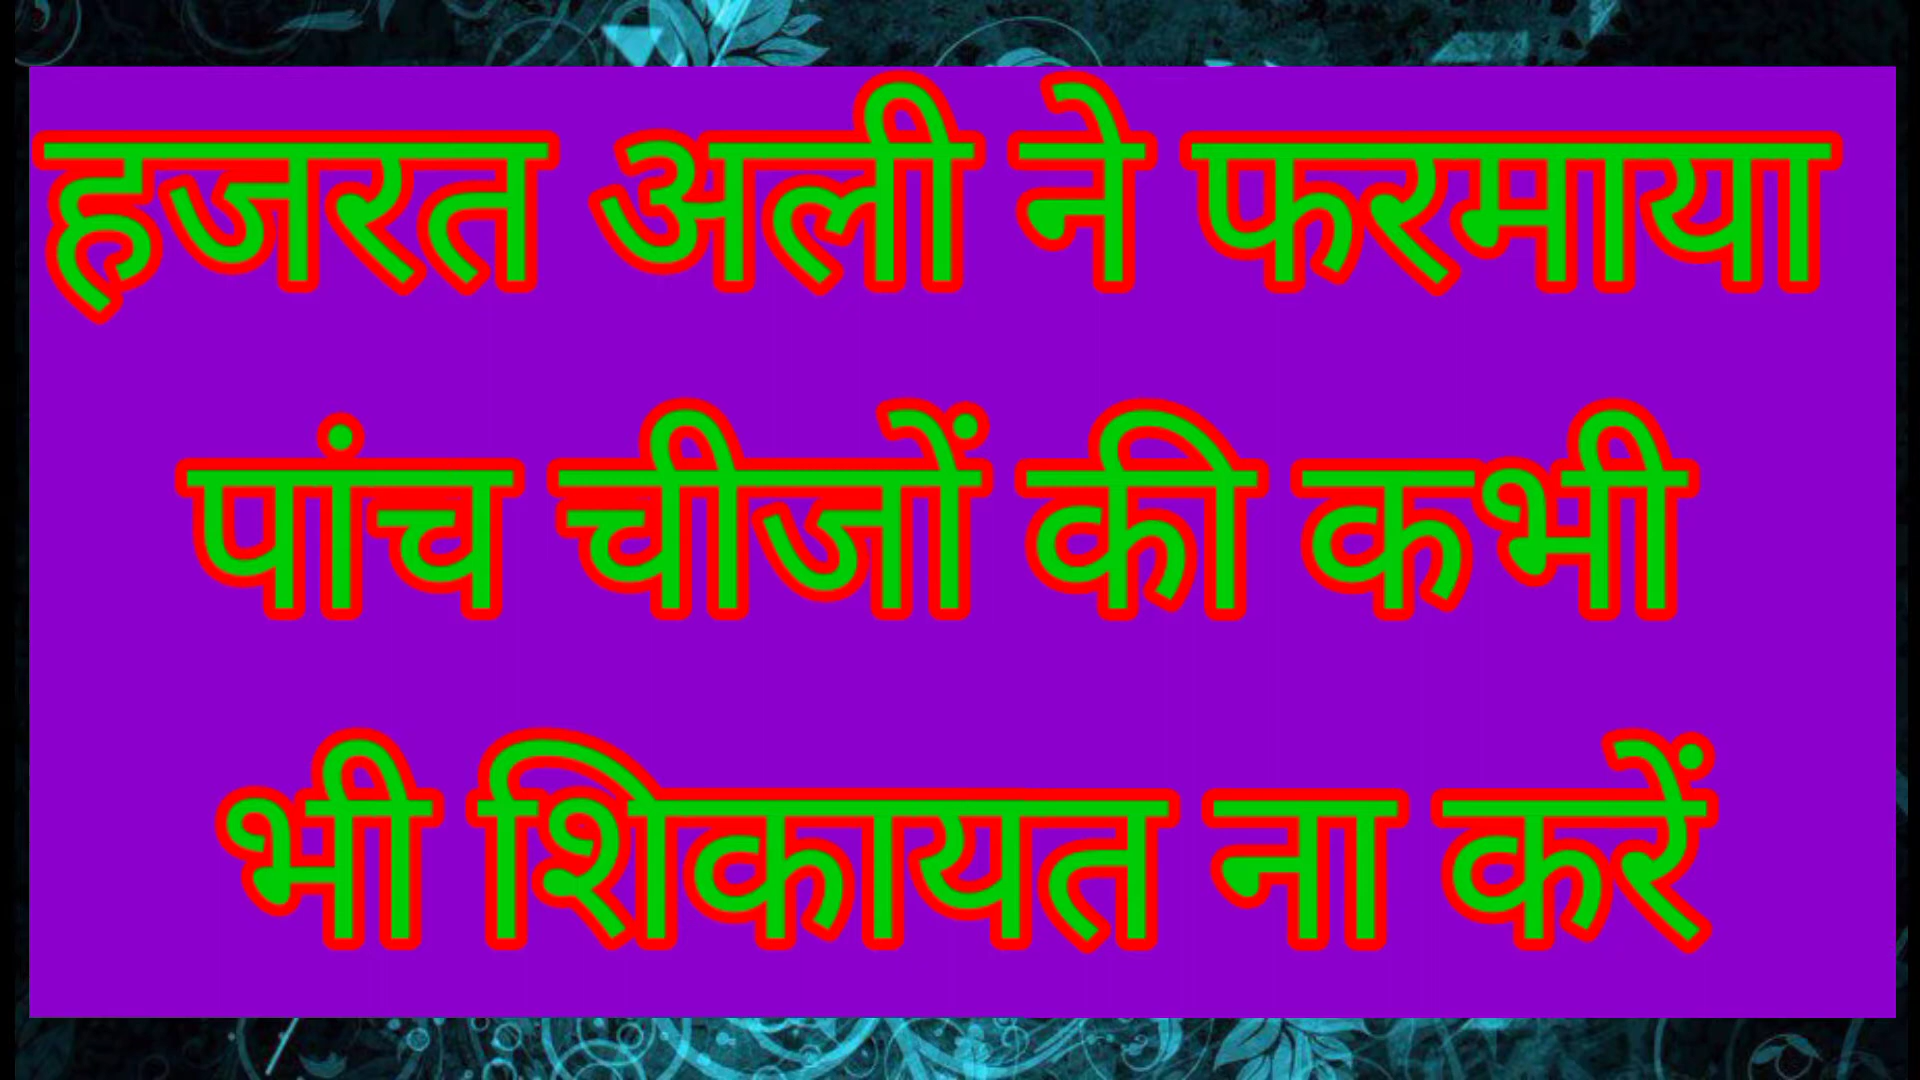 हजरत अली ने फरमाया
पांच चीजों की कभी
भी शिकायत ना करें